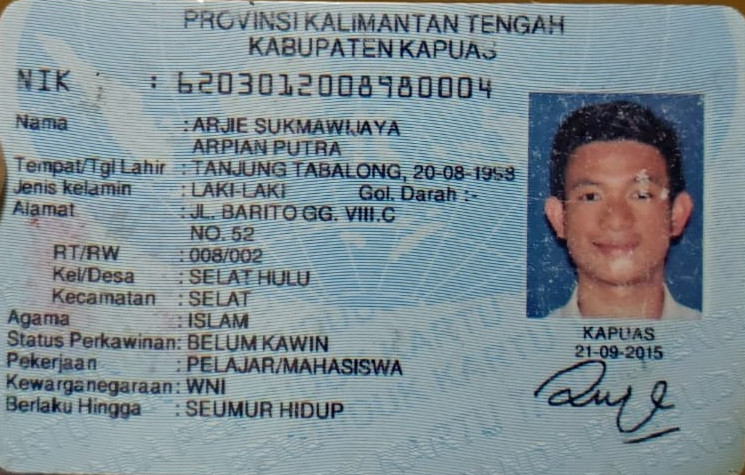 PROVINSI KALIMANTAN TENGAH
KABUPATEN KAPUAS
NIK : 6203012008980004
Nama : ARJIE SUKMAWIJAYA
ARPIAN PUTRA
Tempat/Tgl Lahir : TANJUNG TABALONG, 20-08-1998
Jenis kelamin : LAKI-LAKI Gol. Darah :-
Alamat : JL. BARITO GG. VIII.C
NO. 52
RT/RW : 008/002
Kel/Desa : SELAT HULU
Kecamatan : SELAT
Agama : ISLAM
Status Perkawinan: BELUM KAWIN
Pekerjaan : PELAJAR/MAHASISWA
Kewarganegaraan: WNI
Berlaku Hingga : SEUMUR HIDUP
KAPUAS
21-09-2015